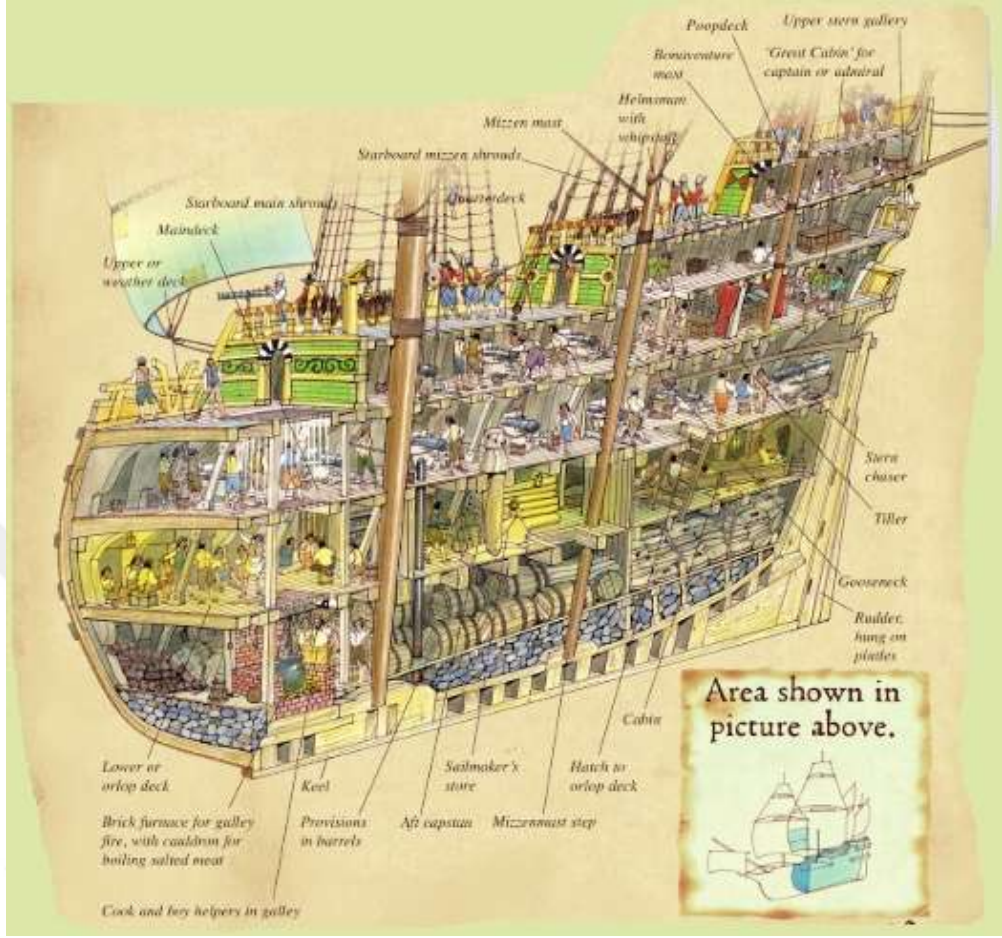 Poopdeck
Upper stern gallery
Bonaventure
mast
'Great Cabin' for
captain or admiral
Helmsman
with
whipstaff
Mizzen mast
Starboard mizzen shrouds
Quarterdeck
Starboard main shrouds
Maindeck
Upper or
weather deck
Stern
chaser
Tiller
Gooseneck
Rudder,
hung on
pintles
Cabin
Lower or
orlop deck
Keel
Sailmaker's
store
Hatch to
orlop deck
Brick furnace for galley
fire, with cauldron for
boiling salted meat
Provisions
in barrels
Aft capstan
Mizzenmast step
Cook and boy helpers in galley
Area shown in
picture above.